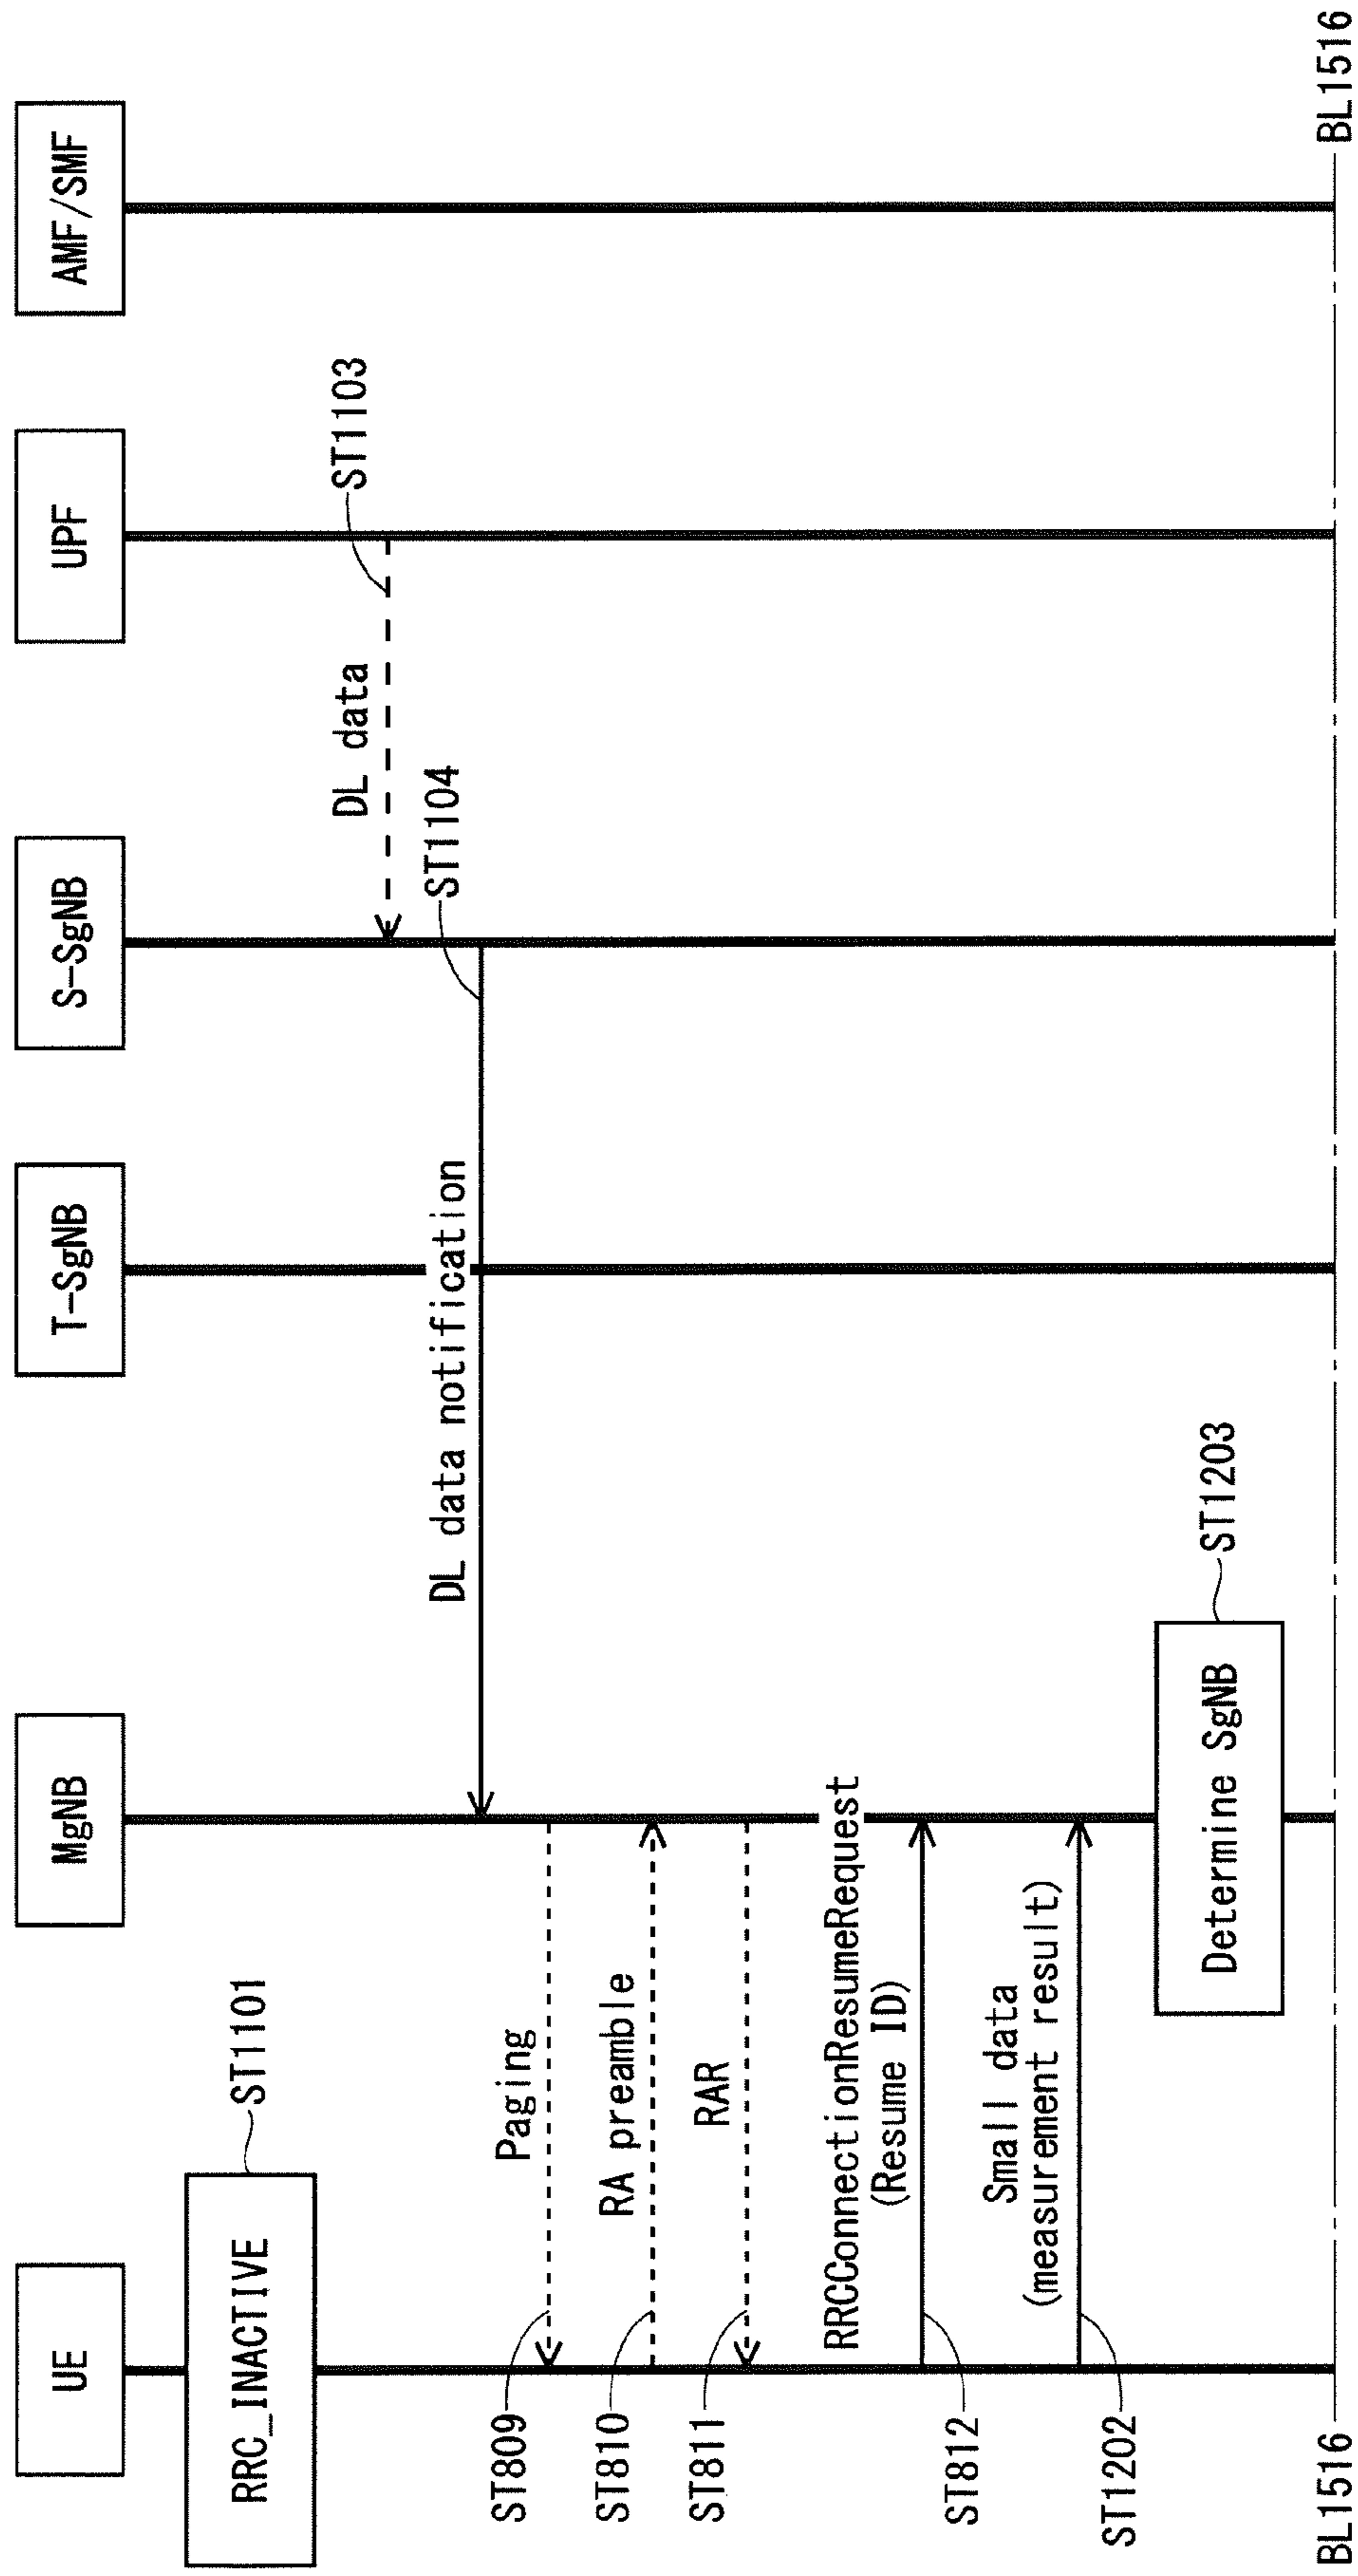 UE
MgNB
T-SgNB
S-SgNB
UPF
AMF/SMF
RRC_INACTIVE
ST1101
DL data
ST1103
DL data notification
ST1104
Paging
ST809
RA preamble
ST810
RAR
ST811
RRCConnectionResumeRequest
(Resume ID)
ST812
Small data
(measurement result)
ST1202
Determine SgNB
ST1203
BL1516
BL1516